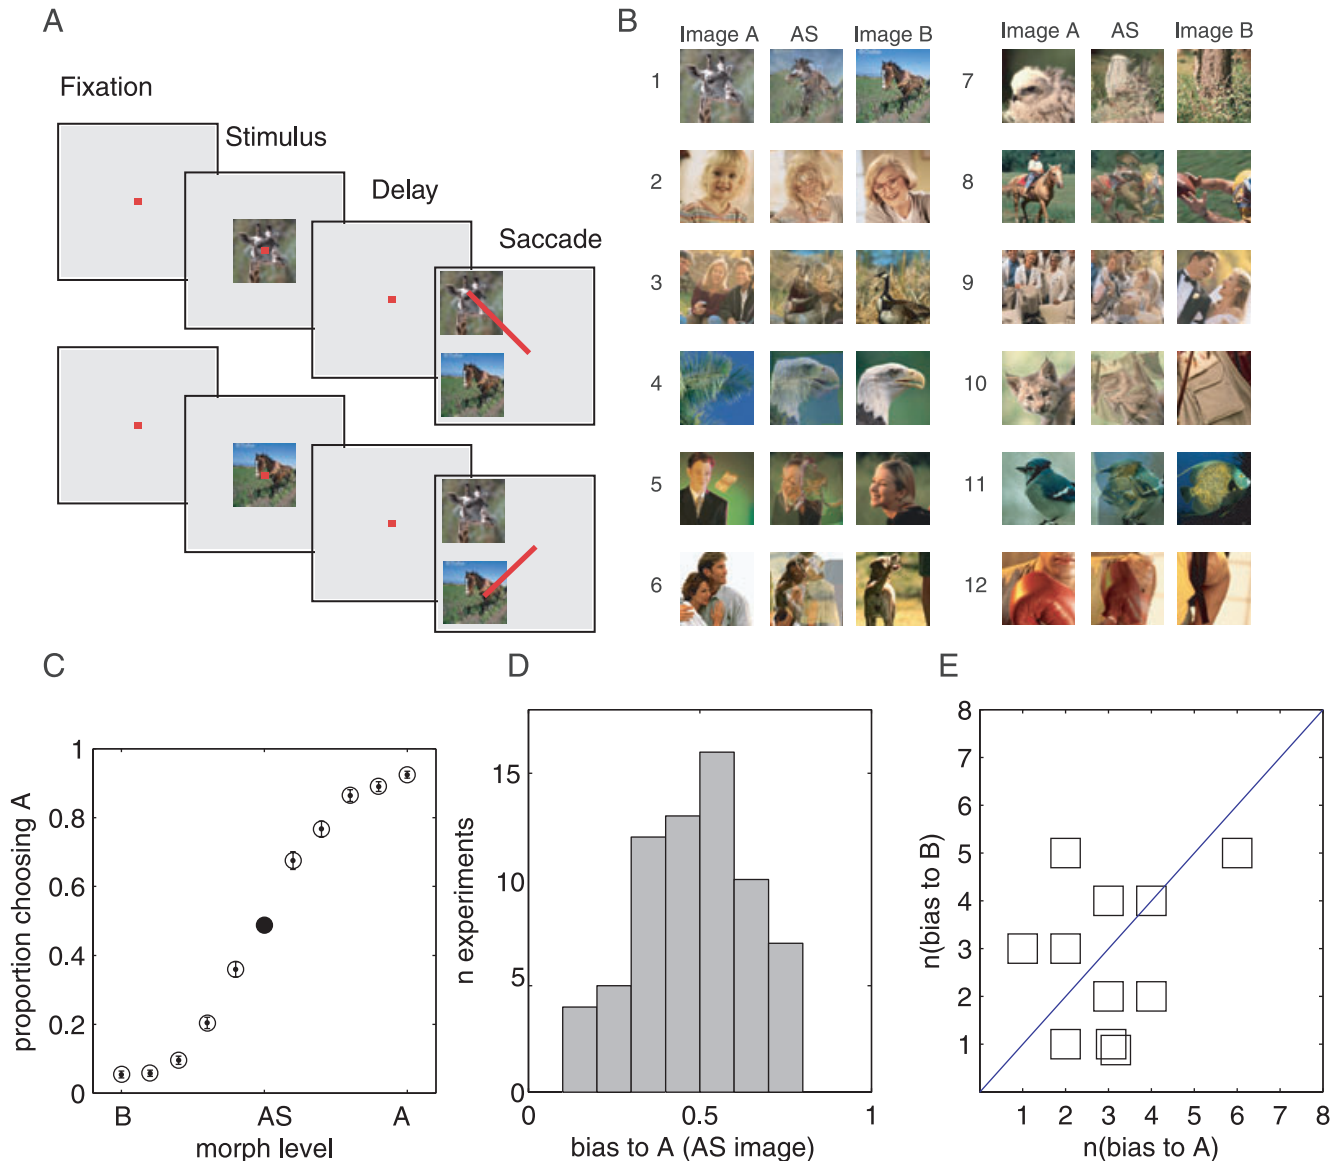 A
Fixation
Stimulus
Delay
Saccade
B
Image A AS Image B
Image A AS Image B
1
2
3
4
5
6
7
8
9
10
11
12
C
proportion choosing A
1
0.8
0.6
0.4
0.2
0
B AS A
morph level
D
n experiments
15
10
5
0
0 0.5 1
bias to A (AS image)
E
n(bias to B)
8
7
6
5
4
3
2
1
1 2 3 4 5 6 7 8
n(bias to A)